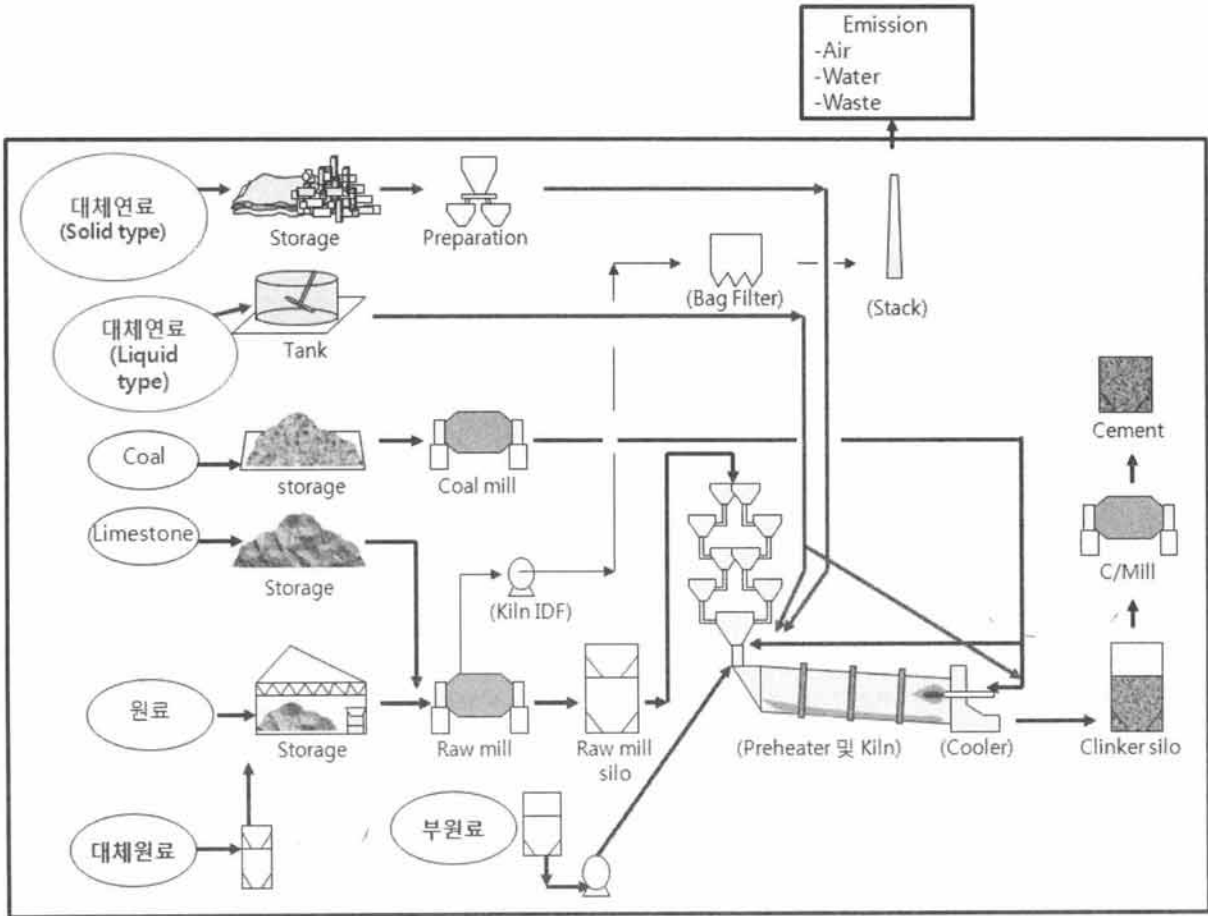 Emission
-Air
-Water
-Waste
대체연료
(Solid type)
Storage
Preparation
(Bag Filter)
(Stack)
대체연료
(Liquid
type)
Tank
Coal
storage
Coal mill
Cement
Limestone
Storage
(Kiln IDF)
C/Mill
원료
Storage
Raw mill
Raw mill
silo
(Preheater 및 Kiln)
(Cooler)
Clinker silo
대체원료
부원료